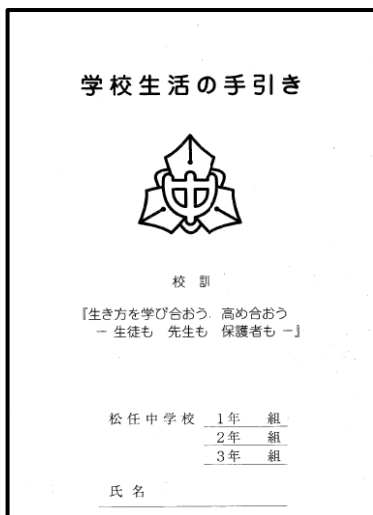 学校生活の手引き
中
校 訓
『生き方を学び合おう 高め合おう
－ 生徒も 先生も 保護者も －』
松任中学校 1年 組
2年 組
3年 組
氏 名